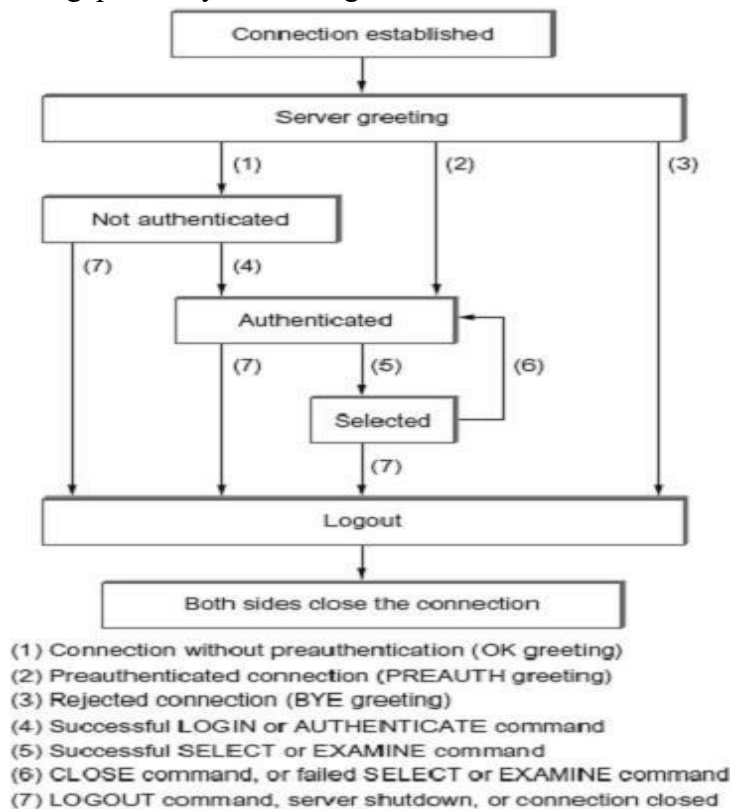 Connection established
Server greeting
(1)
(2)
(3)
Not authenticated
(7)
(4)
Authenticated
(7)
(5)
(6)
Selected
(7)
Logout
Both sides close the connection
(1) Connection without preauthentication (OK greeting)
(2) Preauthenticated connection (PREAUTH greeting)
(3) Rejected connection (BYE greeting)
(4) Successful LOGIN or AUTHENTICATE command
(5) Successful SELECT or EXAMINE command
(6) CLOSE command, or failed SELECT or EXAMINE command
(7) LOGOUT command, server shutdown, or connection closed